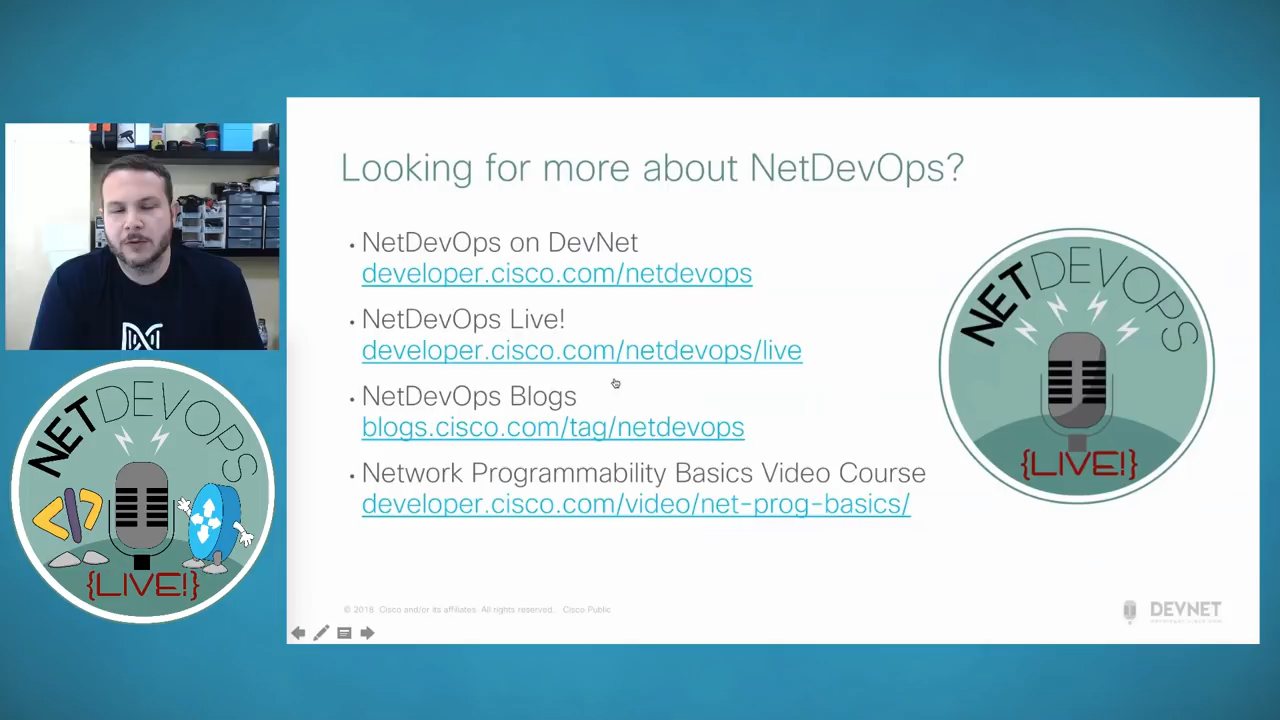 Looking for more about NetDevOps?
• NetDevOps on DevNet
developer.cisco.com/netdevops
• NetDevOps Live!
developer.cisco.com/netdevops/live
• NetDevOps Blogs
blogs.cisco.com/tag/netdevops
• Network Programmability Basics Video Course
developer.cisco.com/video/net-prog-basics/
NETDEVOPS
{LIVE!}
NETDEVOPS
</>
{LIVE!}
© 2018 Cisco and/or its affiliates. All rights reserved. Cisco Public
DEVNET